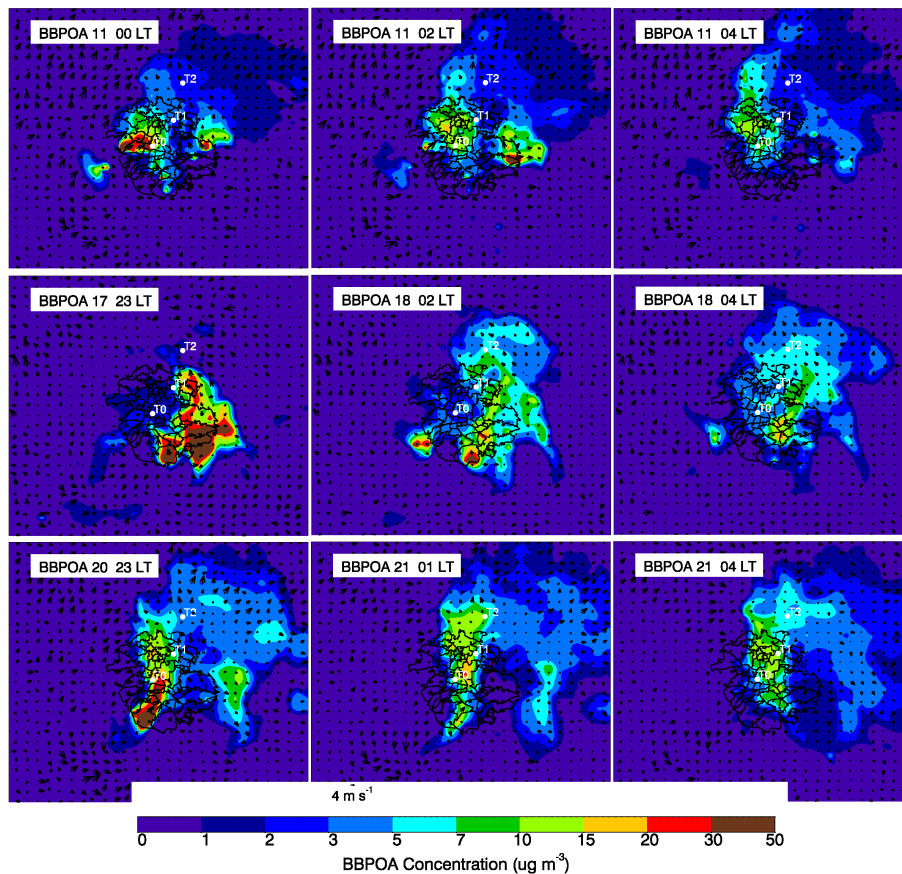 BBPOA 11 00 LT
T2
T1
T0
BBPOA 11 02 LT
T2
T1
T0
BBPOA 11 04 LT
T2
T1
T0
BBPOA 17 23 LT
T2
T1
T0
BBPOA 18 02 LT
T2
T1
T0
BBPOA 18 04 LT
T2
T1
T0
BBPOA 20 23 LT
T2
T1
T0
BBPOA 21 01 LT
T2
T1
T0
BBPOA 21 04 LT
T2
T1
T0
4 m s⁻¹
0 1 2 3 5 7 10 15 20 30 50
BBPOA Concentration (ug m⁻³)